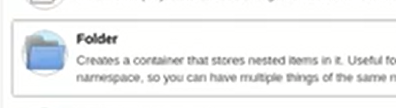 Folder
Creates a container that stores nested items in it. Useful fo
namespace, so you can have multiple things of the same n